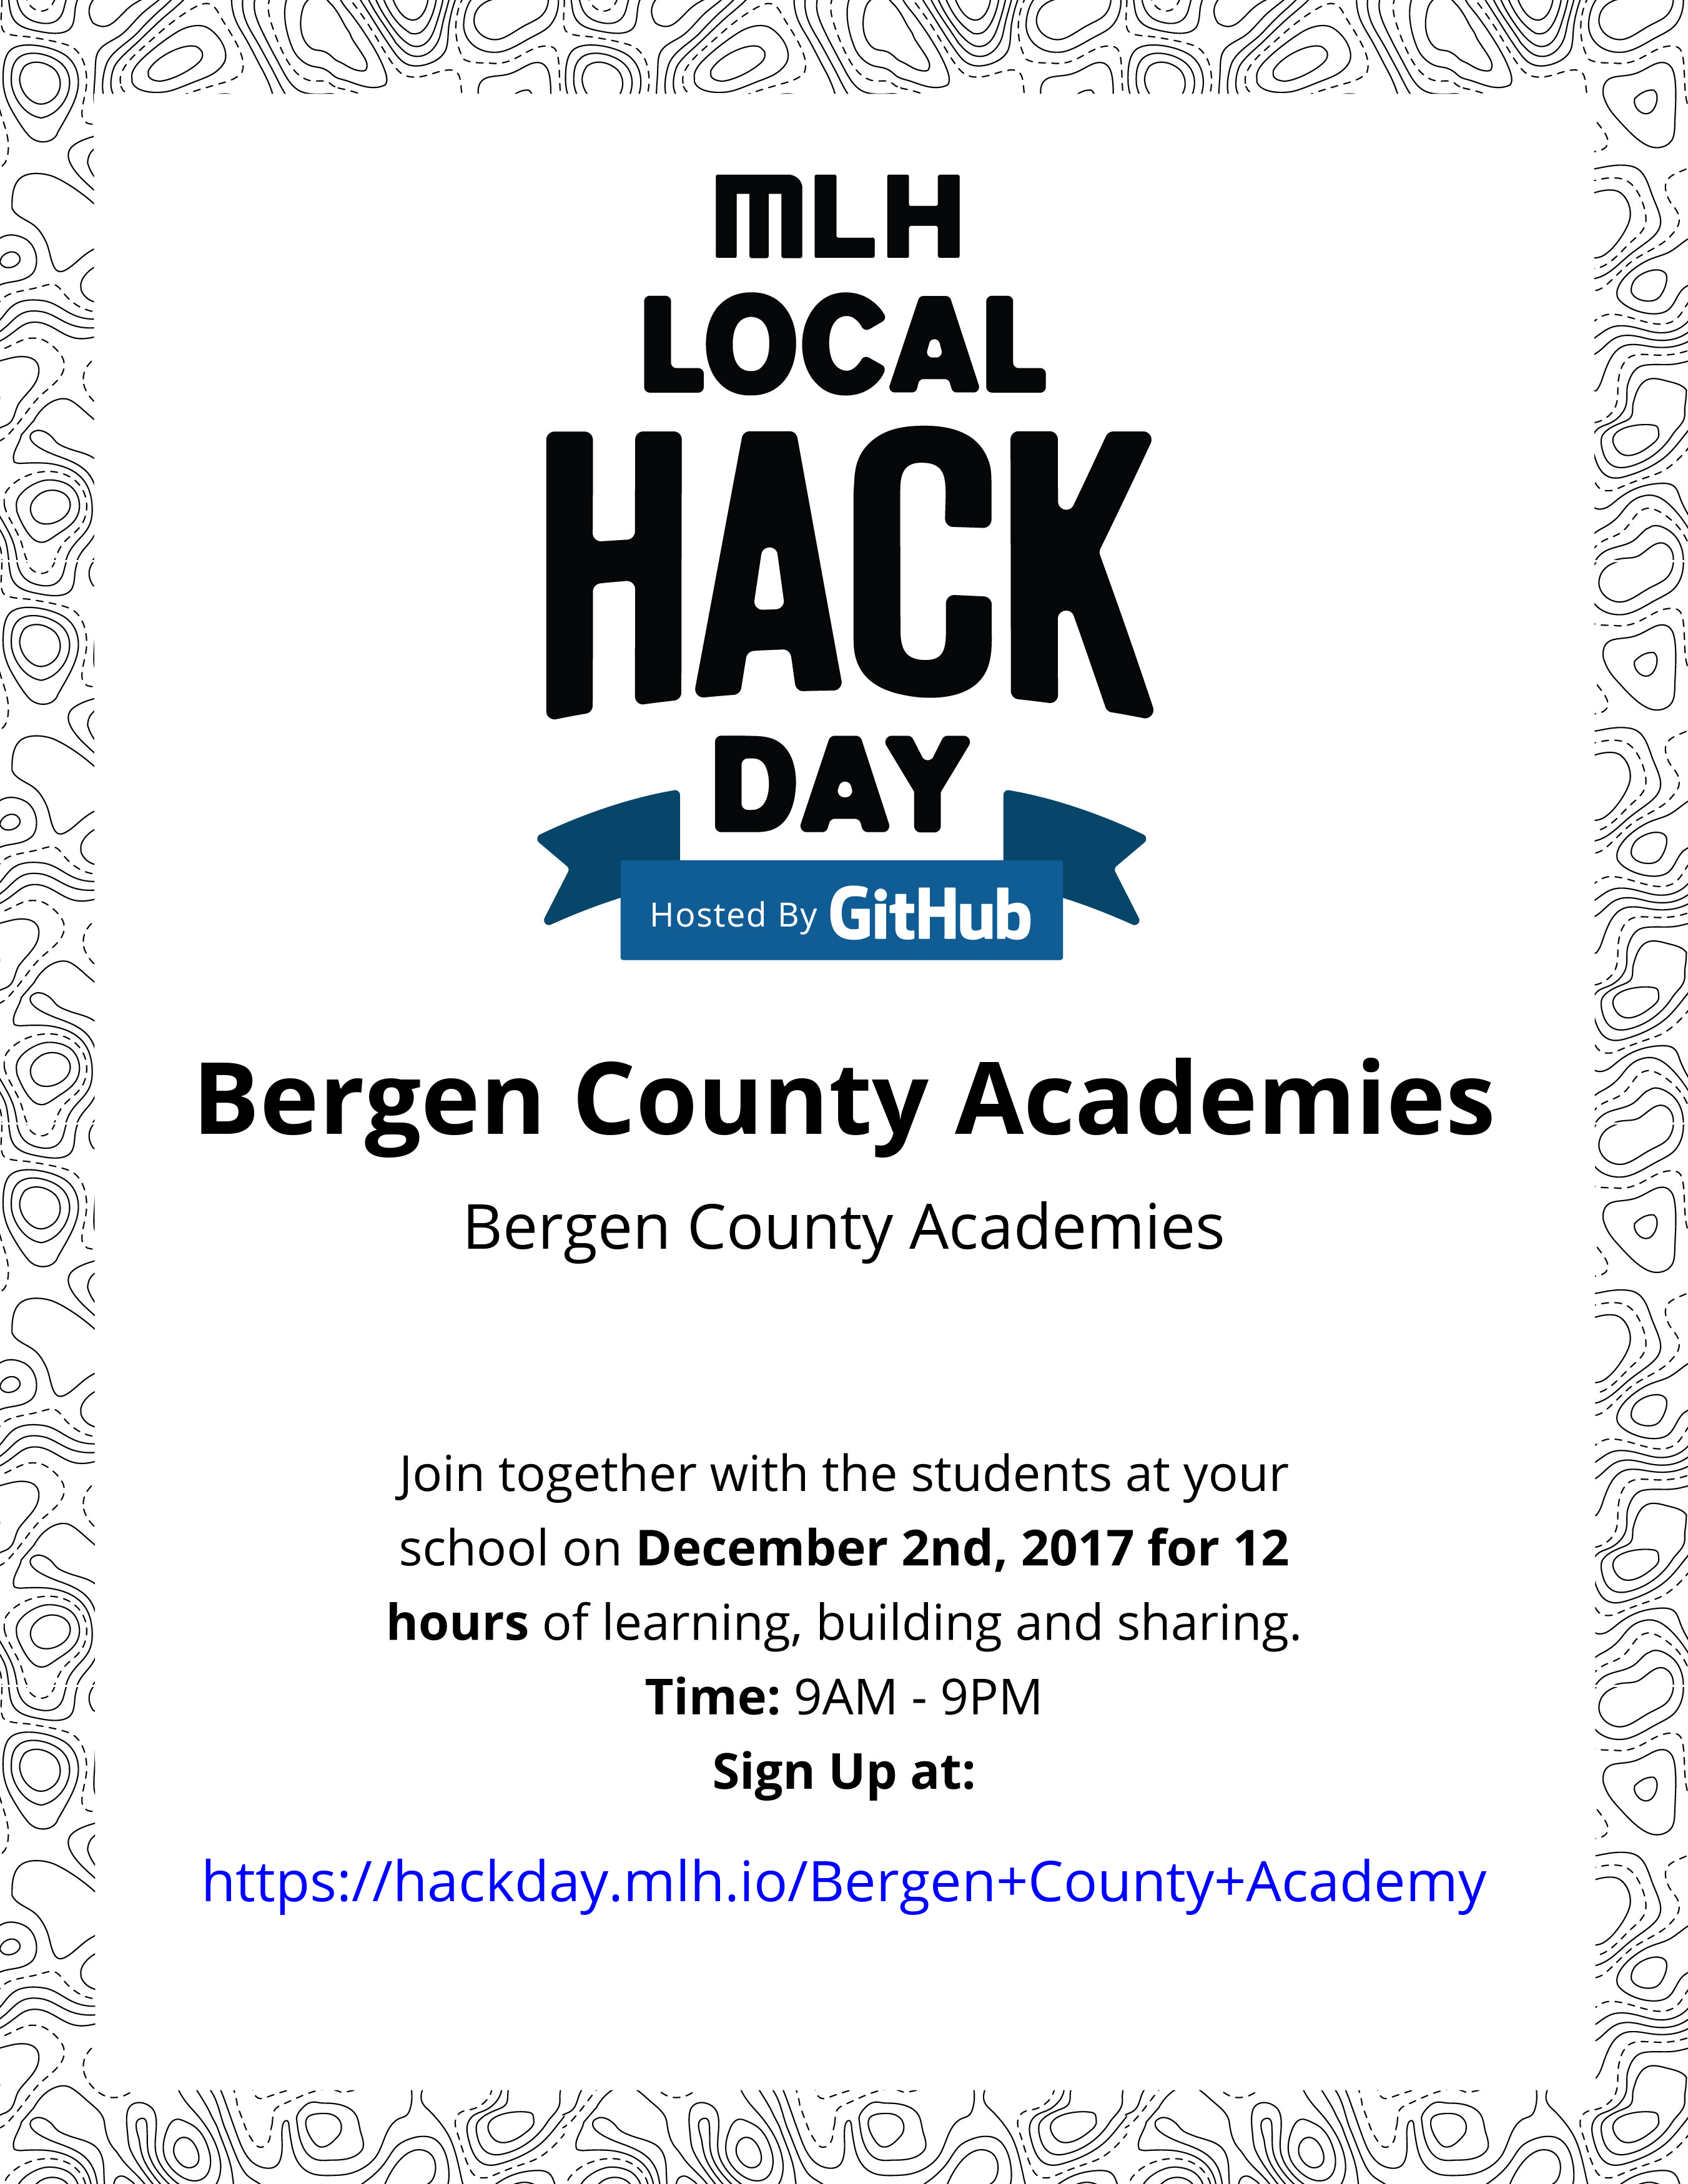 MLH
LOCAL
HACK
DAY
Hosted By GitHub
Bergen County Academies
Bergen County Academies
Join together with the students at your
school on December 2nd, 2017 for 12
hours of learning, building and sharing.
Time: 9AM - 9PM
Sign Up at:
https://hackday.mlh.io/Bergen+County+Academy